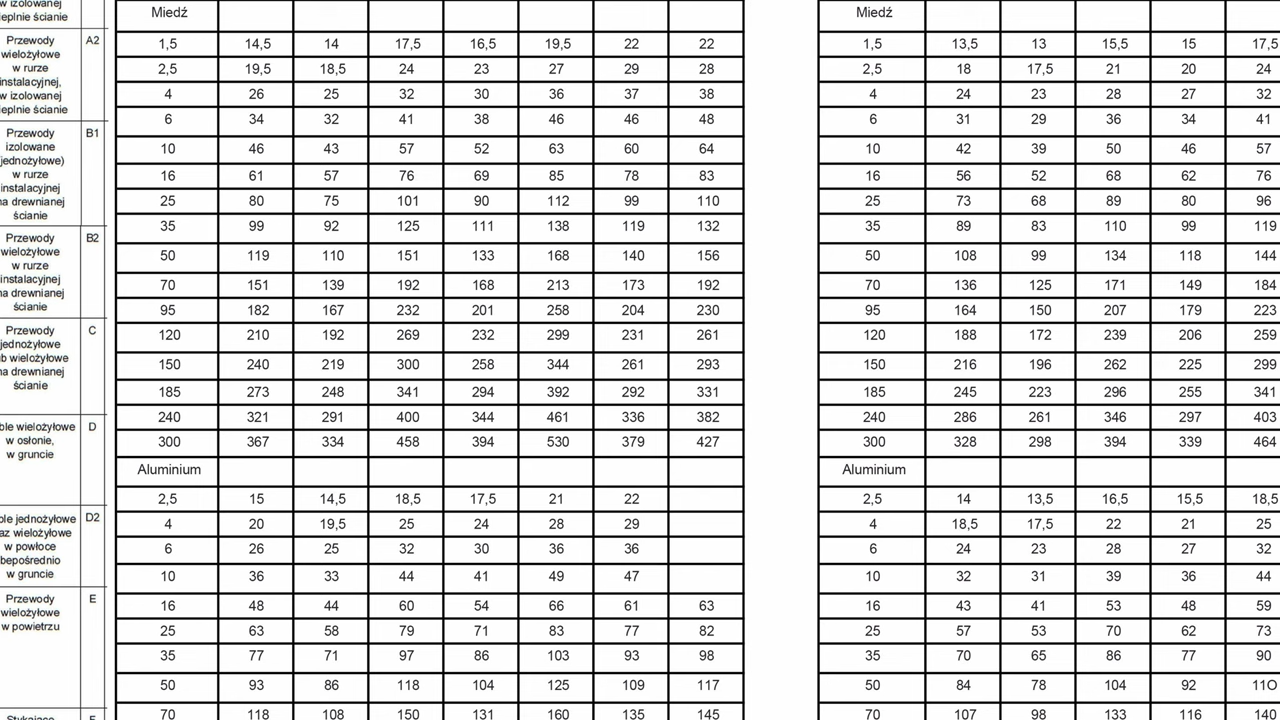 w izolowanej
cieplnie ścianie
Przewody A2
wielożyłowe
w rurze
instalacyjnej,
w izolowanej
cieplnie ścianie
Przewody B1
izolowane
(jednożyłowe)
w rurze
instalacyjnej
na drewnianej
ścianie
Przewody B2
wielożyłowe
w rurze
instalacyjnej
na drewnianej
ścianie
Przewody C
jednożyłowe
ub wielożyłowe
na drewnianej
ścianie
ble wielożyłowe D
w osłonie,
w gruncie
ble jednożyłowe D2
az wielożyłowe
w powłoce
bepośrednio
w gruncie
Przewody E
wielożyłowe
w powietrzu
Stykające F
Miedź
1,5 14,5 14 17,5 16,5 19,5 22 22
2,5 19,5 18,5 24 23 27 29 28
4 26 25 32 30 36 37 38
6 34 32 41 38 46 46 48
10 46 43 57 52 63 60 64
16 61 57 76 69 85 78 83
25 80 75 101 90 112 99 110
35 99 92 125 111 138 119 132
50 119 110 151 133 168 140 156
70 151 139 192 168 213 173 192
95 182 167 232 201 258 204 230
120 210 192 269 232 299 231 261
150 240 219 300 258 344 261 293
185 273 248 341 294 392 292 331
240 321 291 400 344 461 336 382
300 367 334 458 394 530 379 427
Aluminium
2,5 15 14,5 18,5 17,5 21 22
4 20 19,5 25 24 28 29
6 26 25 32 30 36 36
10 36 33 44 41 49 47
16 48 44 60 54 66 61 63
25 63 58 79 71 83 77 82
35 77 71 97 86 103 93 98
50 93 86 118 104 125 109 117
70 118 108 150 131 160 135 145
Miedź
1,5 13,5 13 15,5 15 17,5
2,5 18 17,5 21 20 24
4 24 23 28 27 32
6 31 29 36 34 41
10 42 39 50 46 57
16 56 52 68 62 76
25 73 68 89 80 96
35 89 83 110 99 119
50 108 99 134 118 144
70 136 125 171 149 184
95 164 150 207 179 223
120 188 172 239 206 259
150 216 196 262 225 299
185 245 223 296 255 341
240 286 261 346 297 403
300 328 298 394 339 464
Aluminium
2,5 14 13,5 16,5 15,5 18,5
4 18,5 17,5 22 21 25
6 24 23 28 27 32
10 32 31 39 36 44
16 43 41 53 48 59
25 57 53 70 62 73
35 70 65 86 77 90
50 84 78 104 92 11O
70 107 98 133 116 140